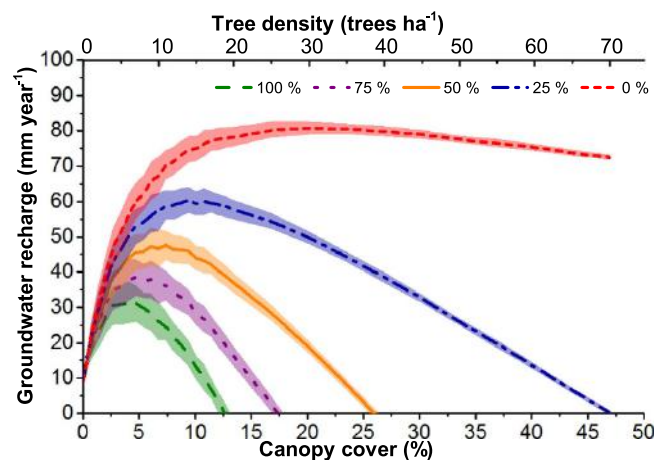 Tree density (trees ha-1)
0 10 20 30 40 50 60 70
Groundwater recharge (mm year-1)
100
90
80
70
60
50
40
30
20
10
0
100 % 75 % 50 % 25 % 0 %
0 5 10 15 20 25 30 35 40 45 50
Canopy cover (%)